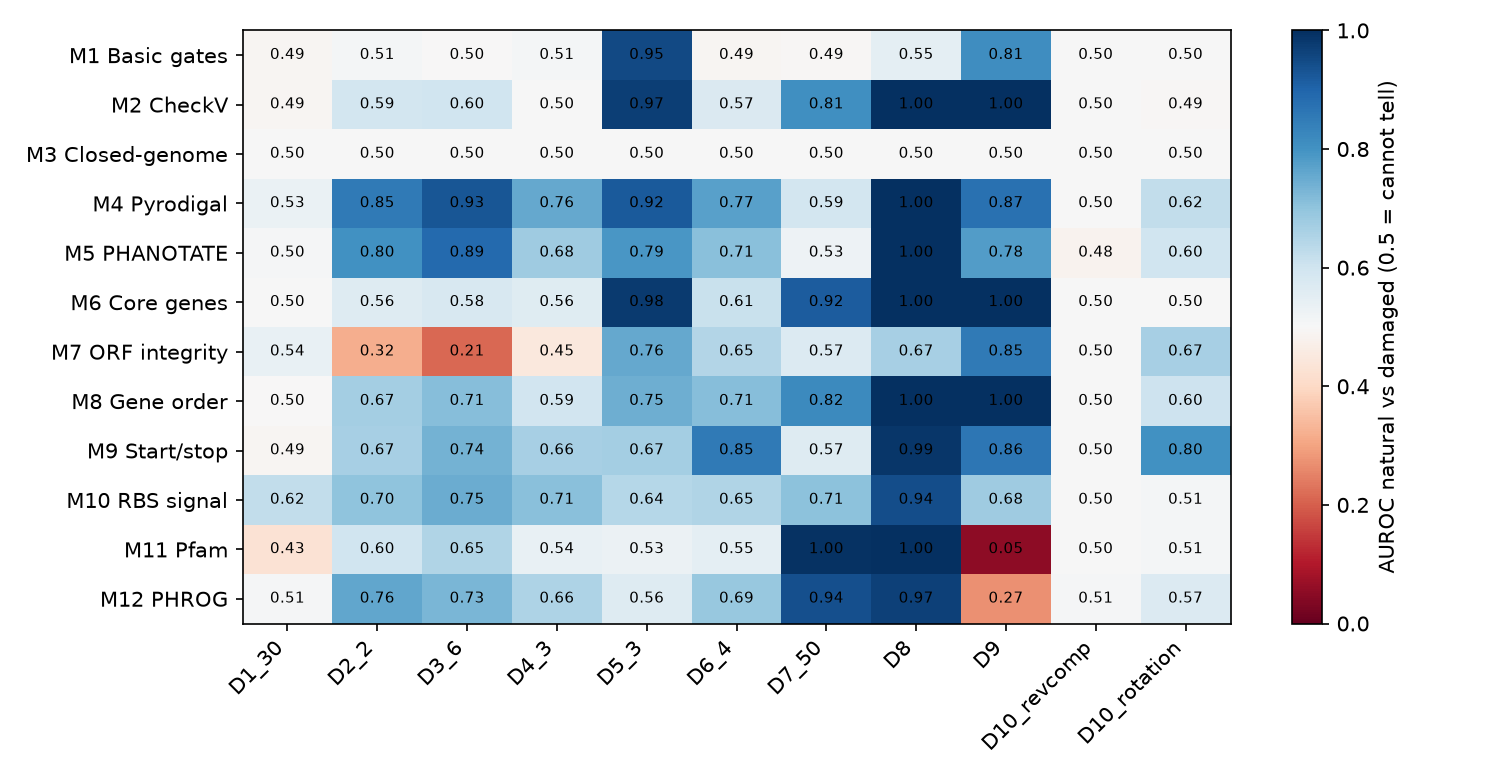 M1 Basic gates 0.49 0.51 0.50 0.51 0.95 0.49 0.49 0.55 0.81 0.50 0.50
M2 CheckV 0.49 0.59 0.60 0.50 0.97 0.57 0.81 1.00 1.00 0.50 0.49
M3 Closed-genome 0.50 0.50 0.50 0.50 0.50 0.50 0.50 0.50 0.50 0.50 0.50
M4 Pyrodigal 0.53 0.85 0.93 0.76 0.92 0.77 0.59 1.00 0.87 0.50 0.62
M5 PHANOTATE 0.50 0.80 0.89 0.68 0.79 0.71 0.53 1.00 0.78 0.48 0.60
M6 Core genes 0.50 0.56 0.58 0.56 0.98 0.61 0.92 1.00 1.00 0.50 0.50
M7 ORF integrity 0.54 0.32 0.21 0.45 0.76 0.65 0.57 0.67 0.85 0.50 0.67
M8 Gene order 0.50 0.67 0.71 0.59 0.75 0.71 0.82 1.00 1.00 0.50 0.60
M9 Start/stop 0.49 0.67 0.74 0.66 0.67 0.85 0.57 0.99 0.86 0.50 0.80
M10 RBS signal 0.62 0.70 0.75 0.71 0.64 0.65 0.71 0.94 0.68 0.50 0.51
M11 Pfam 0.43 0.60 0.65 0.54 0.53 0.55 1.00 1.00 0.05 0.50 0.51
M12 PHROG 0.51 0.76 0.73 0.66 0.56 0.69 0.94 0.97 0.27 0.51 0.57
D1_30 D2_2 D3_6 D4_3 D5_3 D6_4 D7_50 D8 D9 D10_revcomp D10_rotation
1.0
0.8
0.6
0.4
0.2
0.0
AUROC natural vs damaged (0.5 = cannot tell)